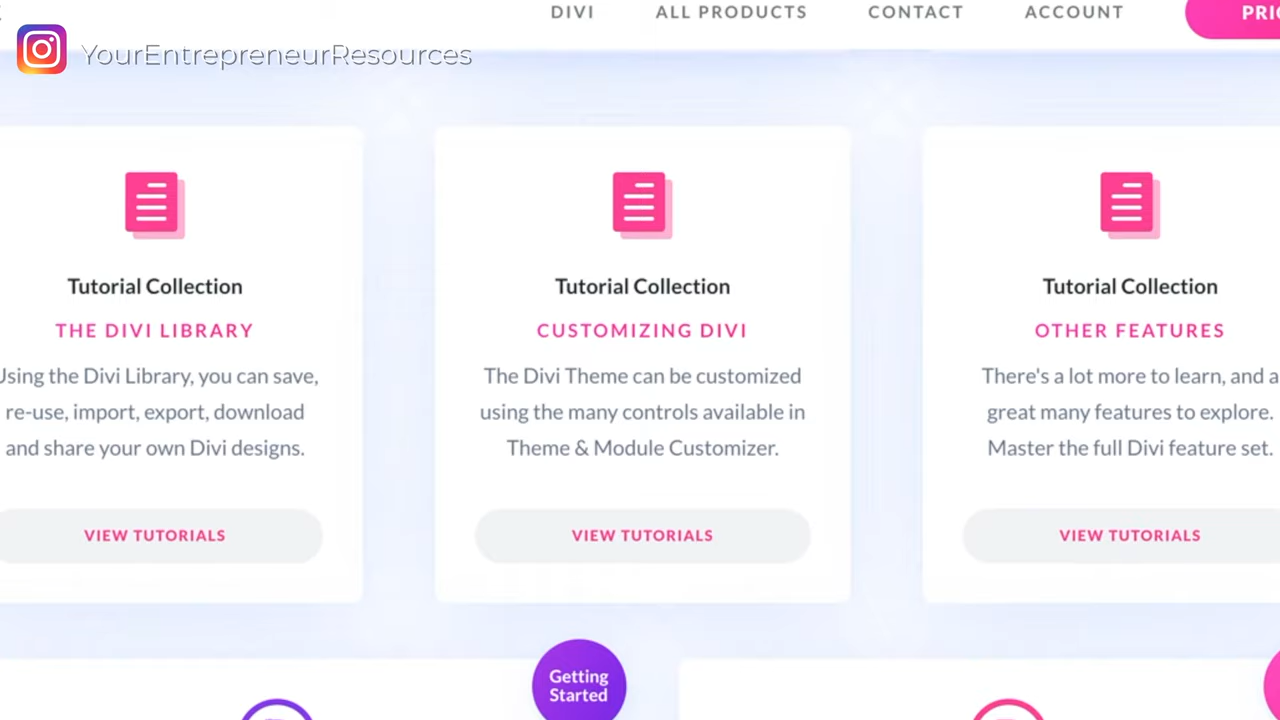 DIVI
ALL PRODUCTS
CONTACT
ACCOUNT
YourEntrepreneurResources
Tutorial Collection
THE DIVI LIBRARY
Using the Divi Library, you can save,
re-use, import, export, download
and share your own Divi designs.
VIEW TUTORIALS
Tutorial Collection
CUSTOMIZING DIVI
The Divi Theme can be customized
using the many controls available in
Theme & Module Customizer.
VIEW TUTORIALS
Tutorial Collection
OTHER FEATURES
There's a lot more to learn, and a
great many features to explore.
Master the full Divi feature set.
VIEW TUTORIALS
Getting
Started